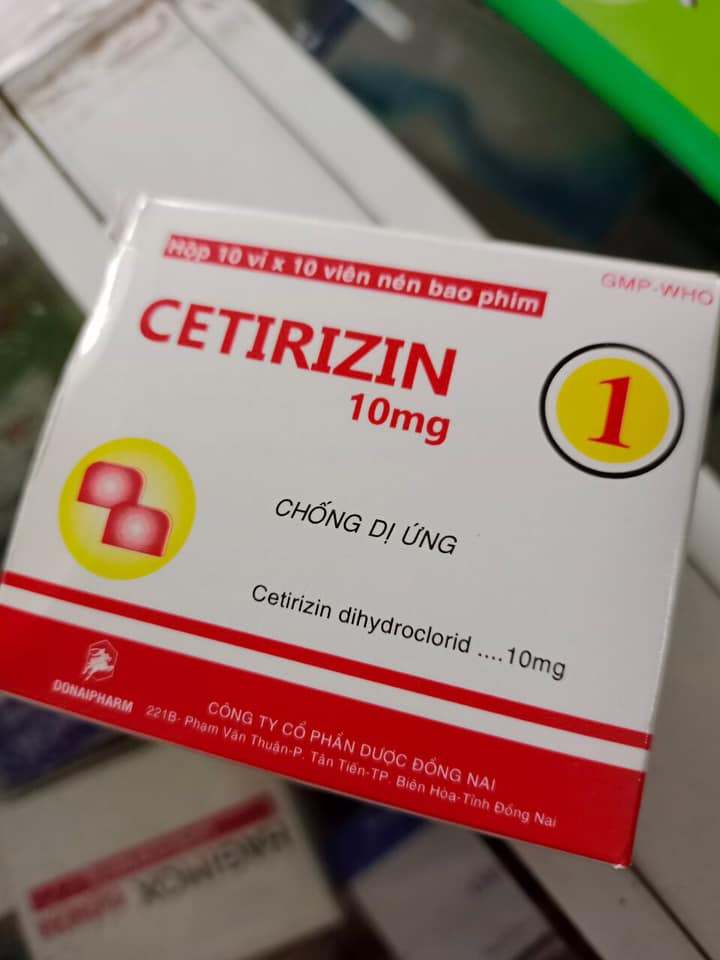 Hộp 10 vỉ x 10 viên nén bao phim
GMP-WHO
CETIRIZIN
10mg
1
CHỐNG DỊ ỨNG
Cetirizin dihydroclorid ....10mg
DONAIPHARM
CÔNG TY CỔ PHẦN DƯỢC ĐỒNG NAI
221B- Phạm Văn Thuận-P. Tân Tiến-TP. Biên Hòa-Tỉnh Đồng Nai
HAGIMOX